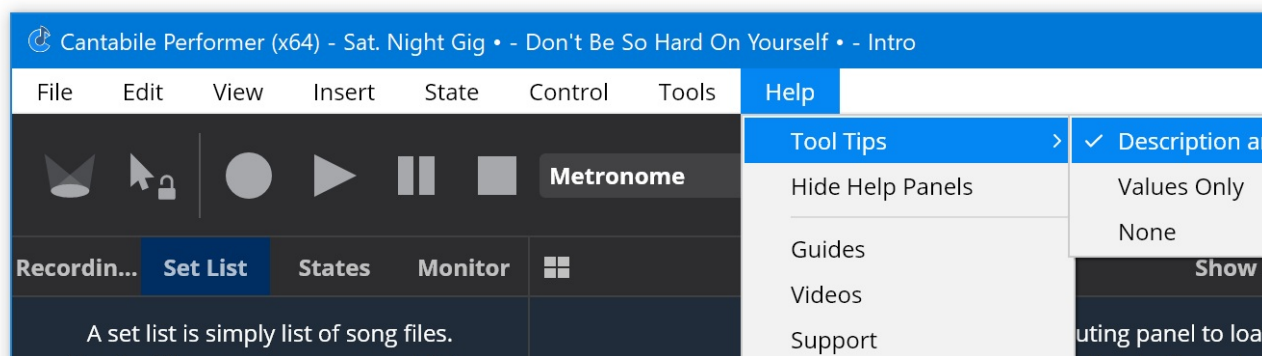 Cantabile Performer (x64) - Sat. Night Gig • - Don't Be So Hard On Yourself • - Intro
File Edit View Insert State Control Tools Help
Tool Tips
Description
Hide Help Panels
Values Only
None
Metronome
Guides
Videos
Support
Recordin... Set List States Monitor
Show
A set list is simply list of song files.
panel to